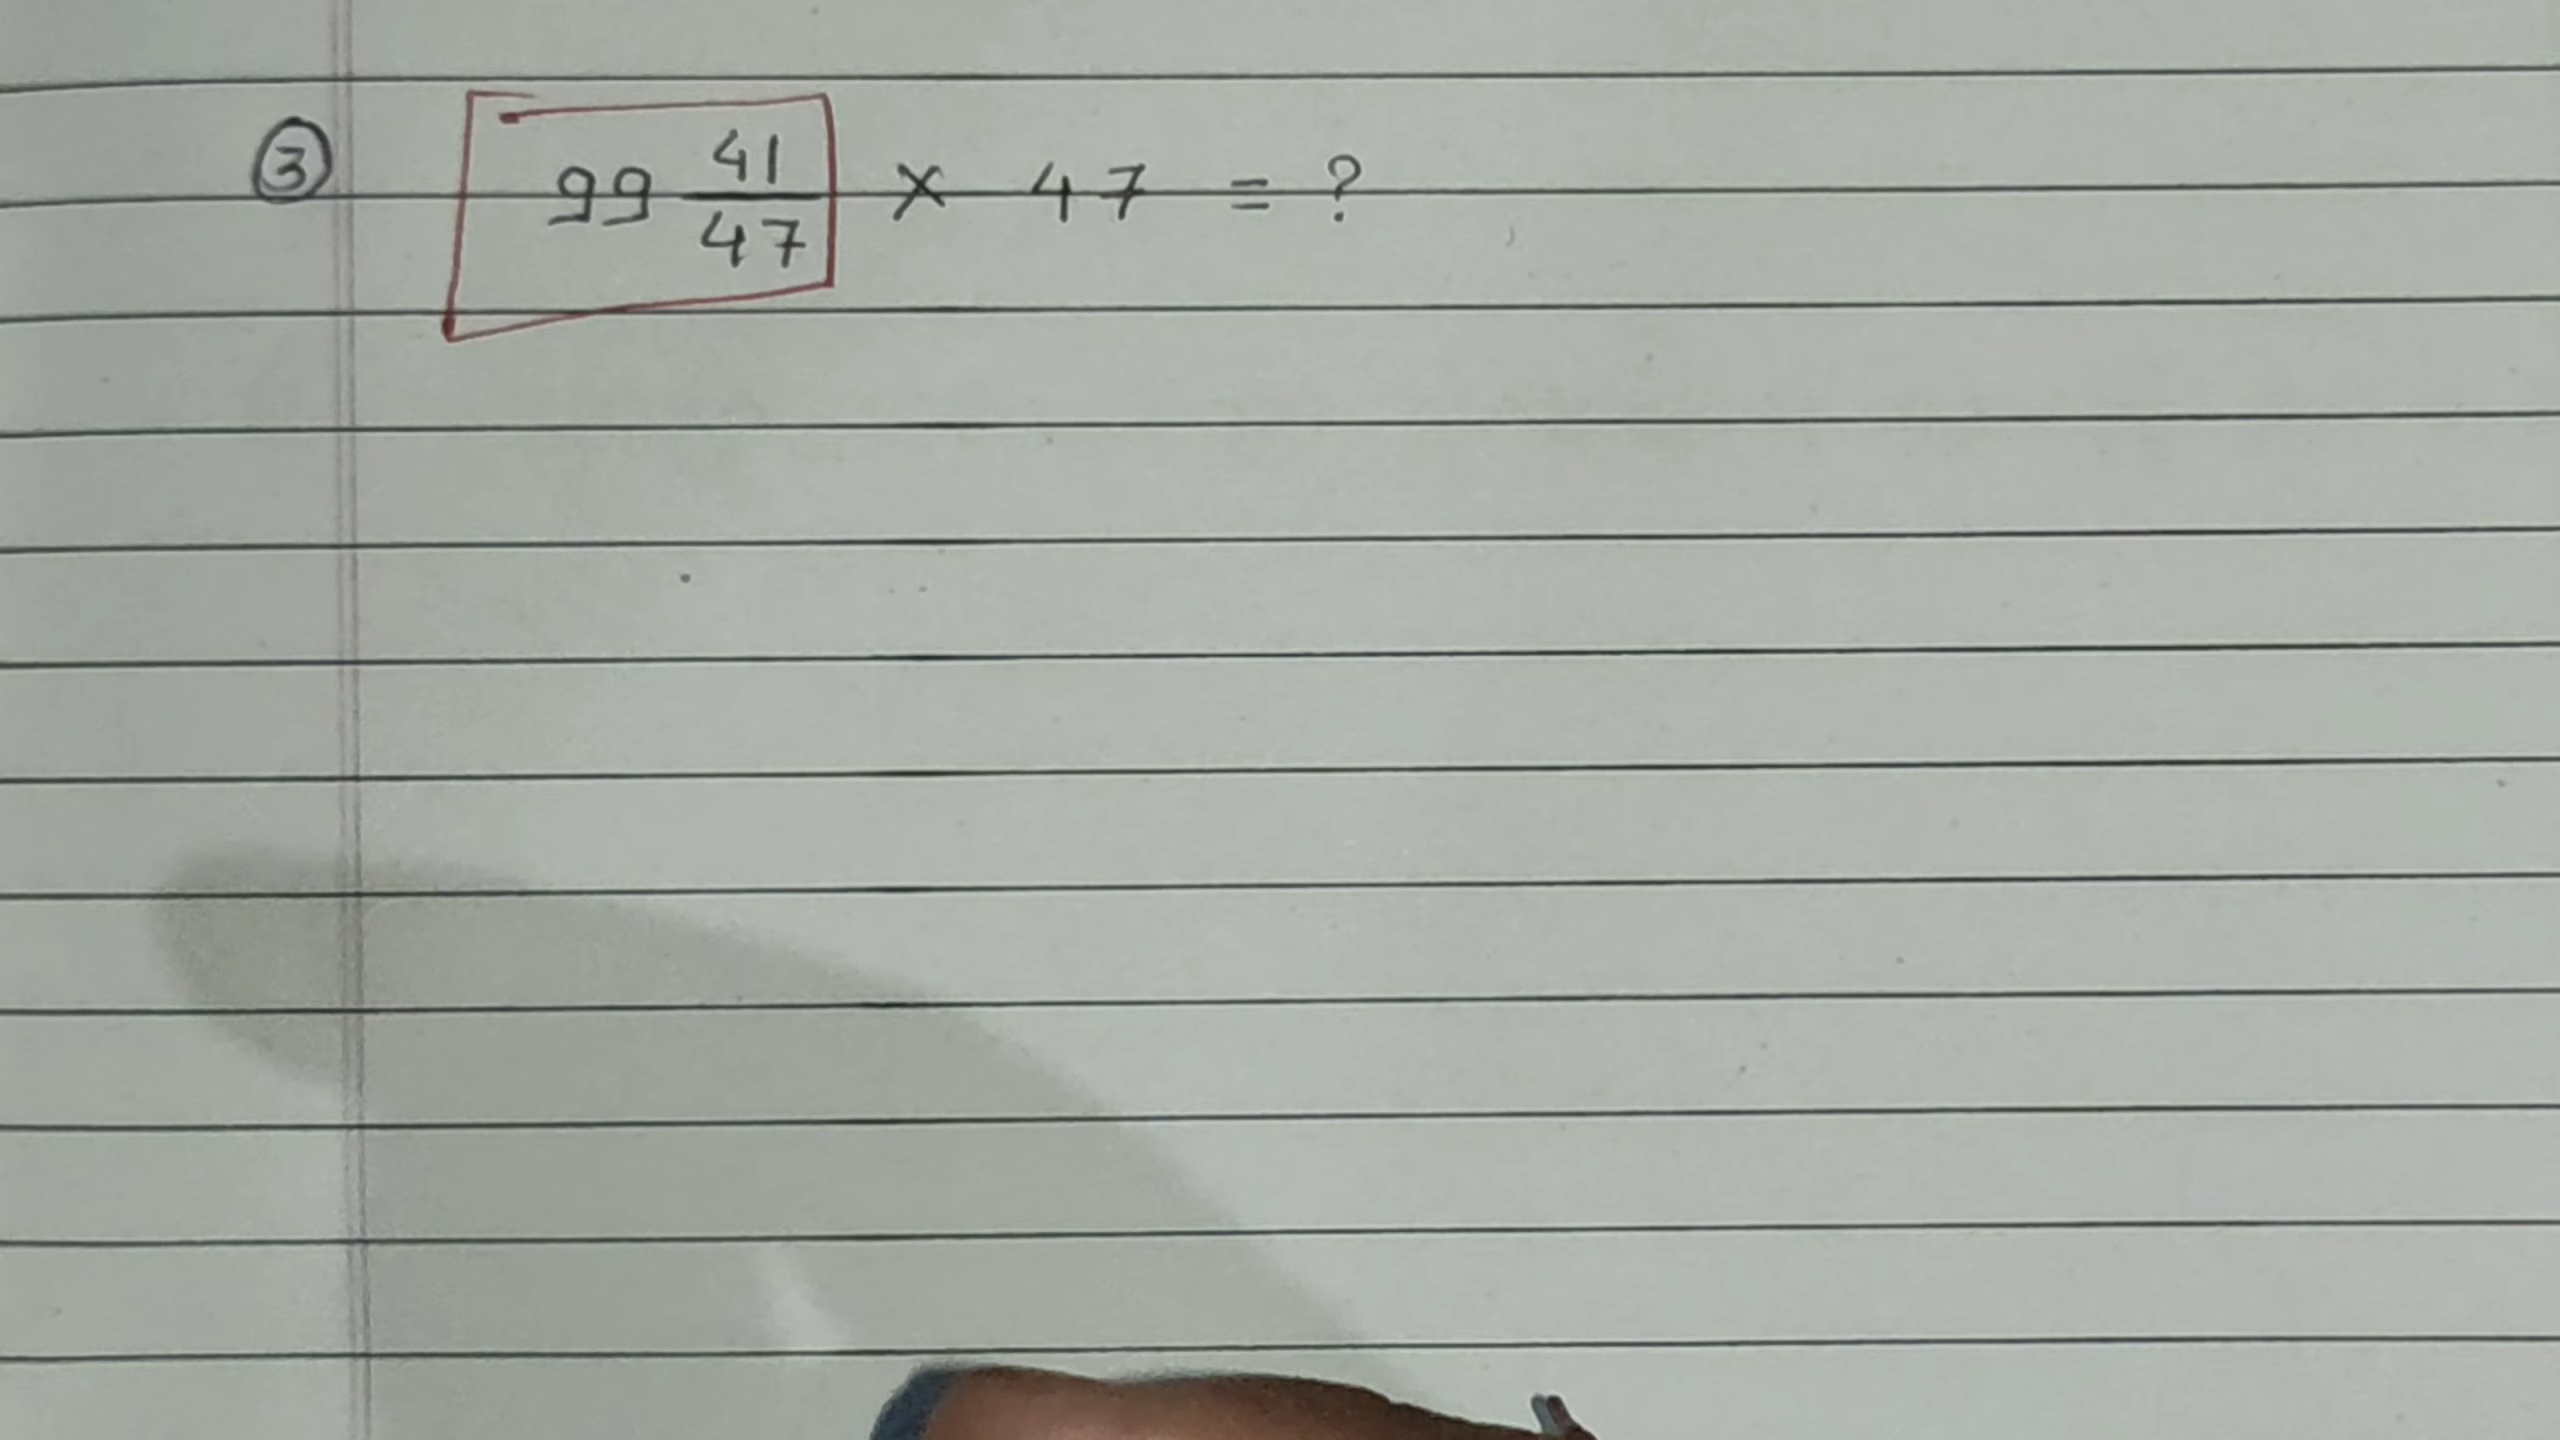 ③ 99 41/47 × 47 = ?